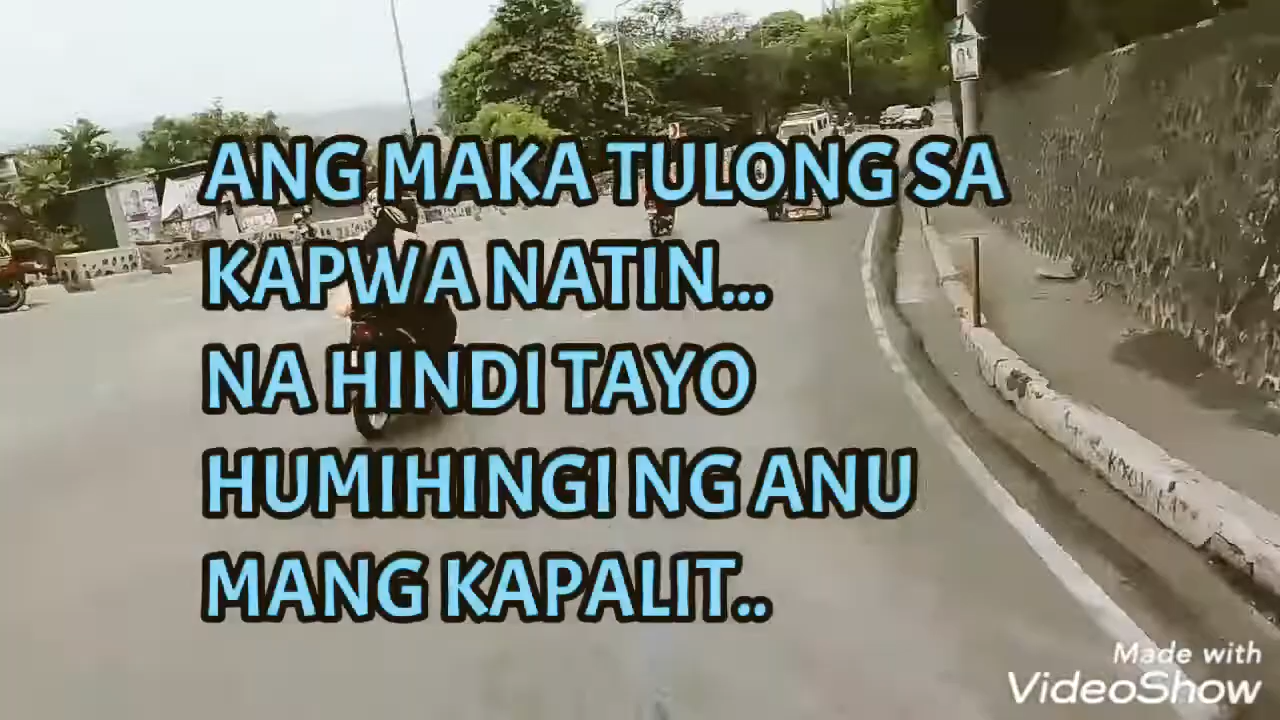 ANG MAKA TULONG SA
KAPWA NATIN...
NA HINDI TAYO
HUMIHINGI NG ANU
MANG KAPALIT..
Made with
VideoShow